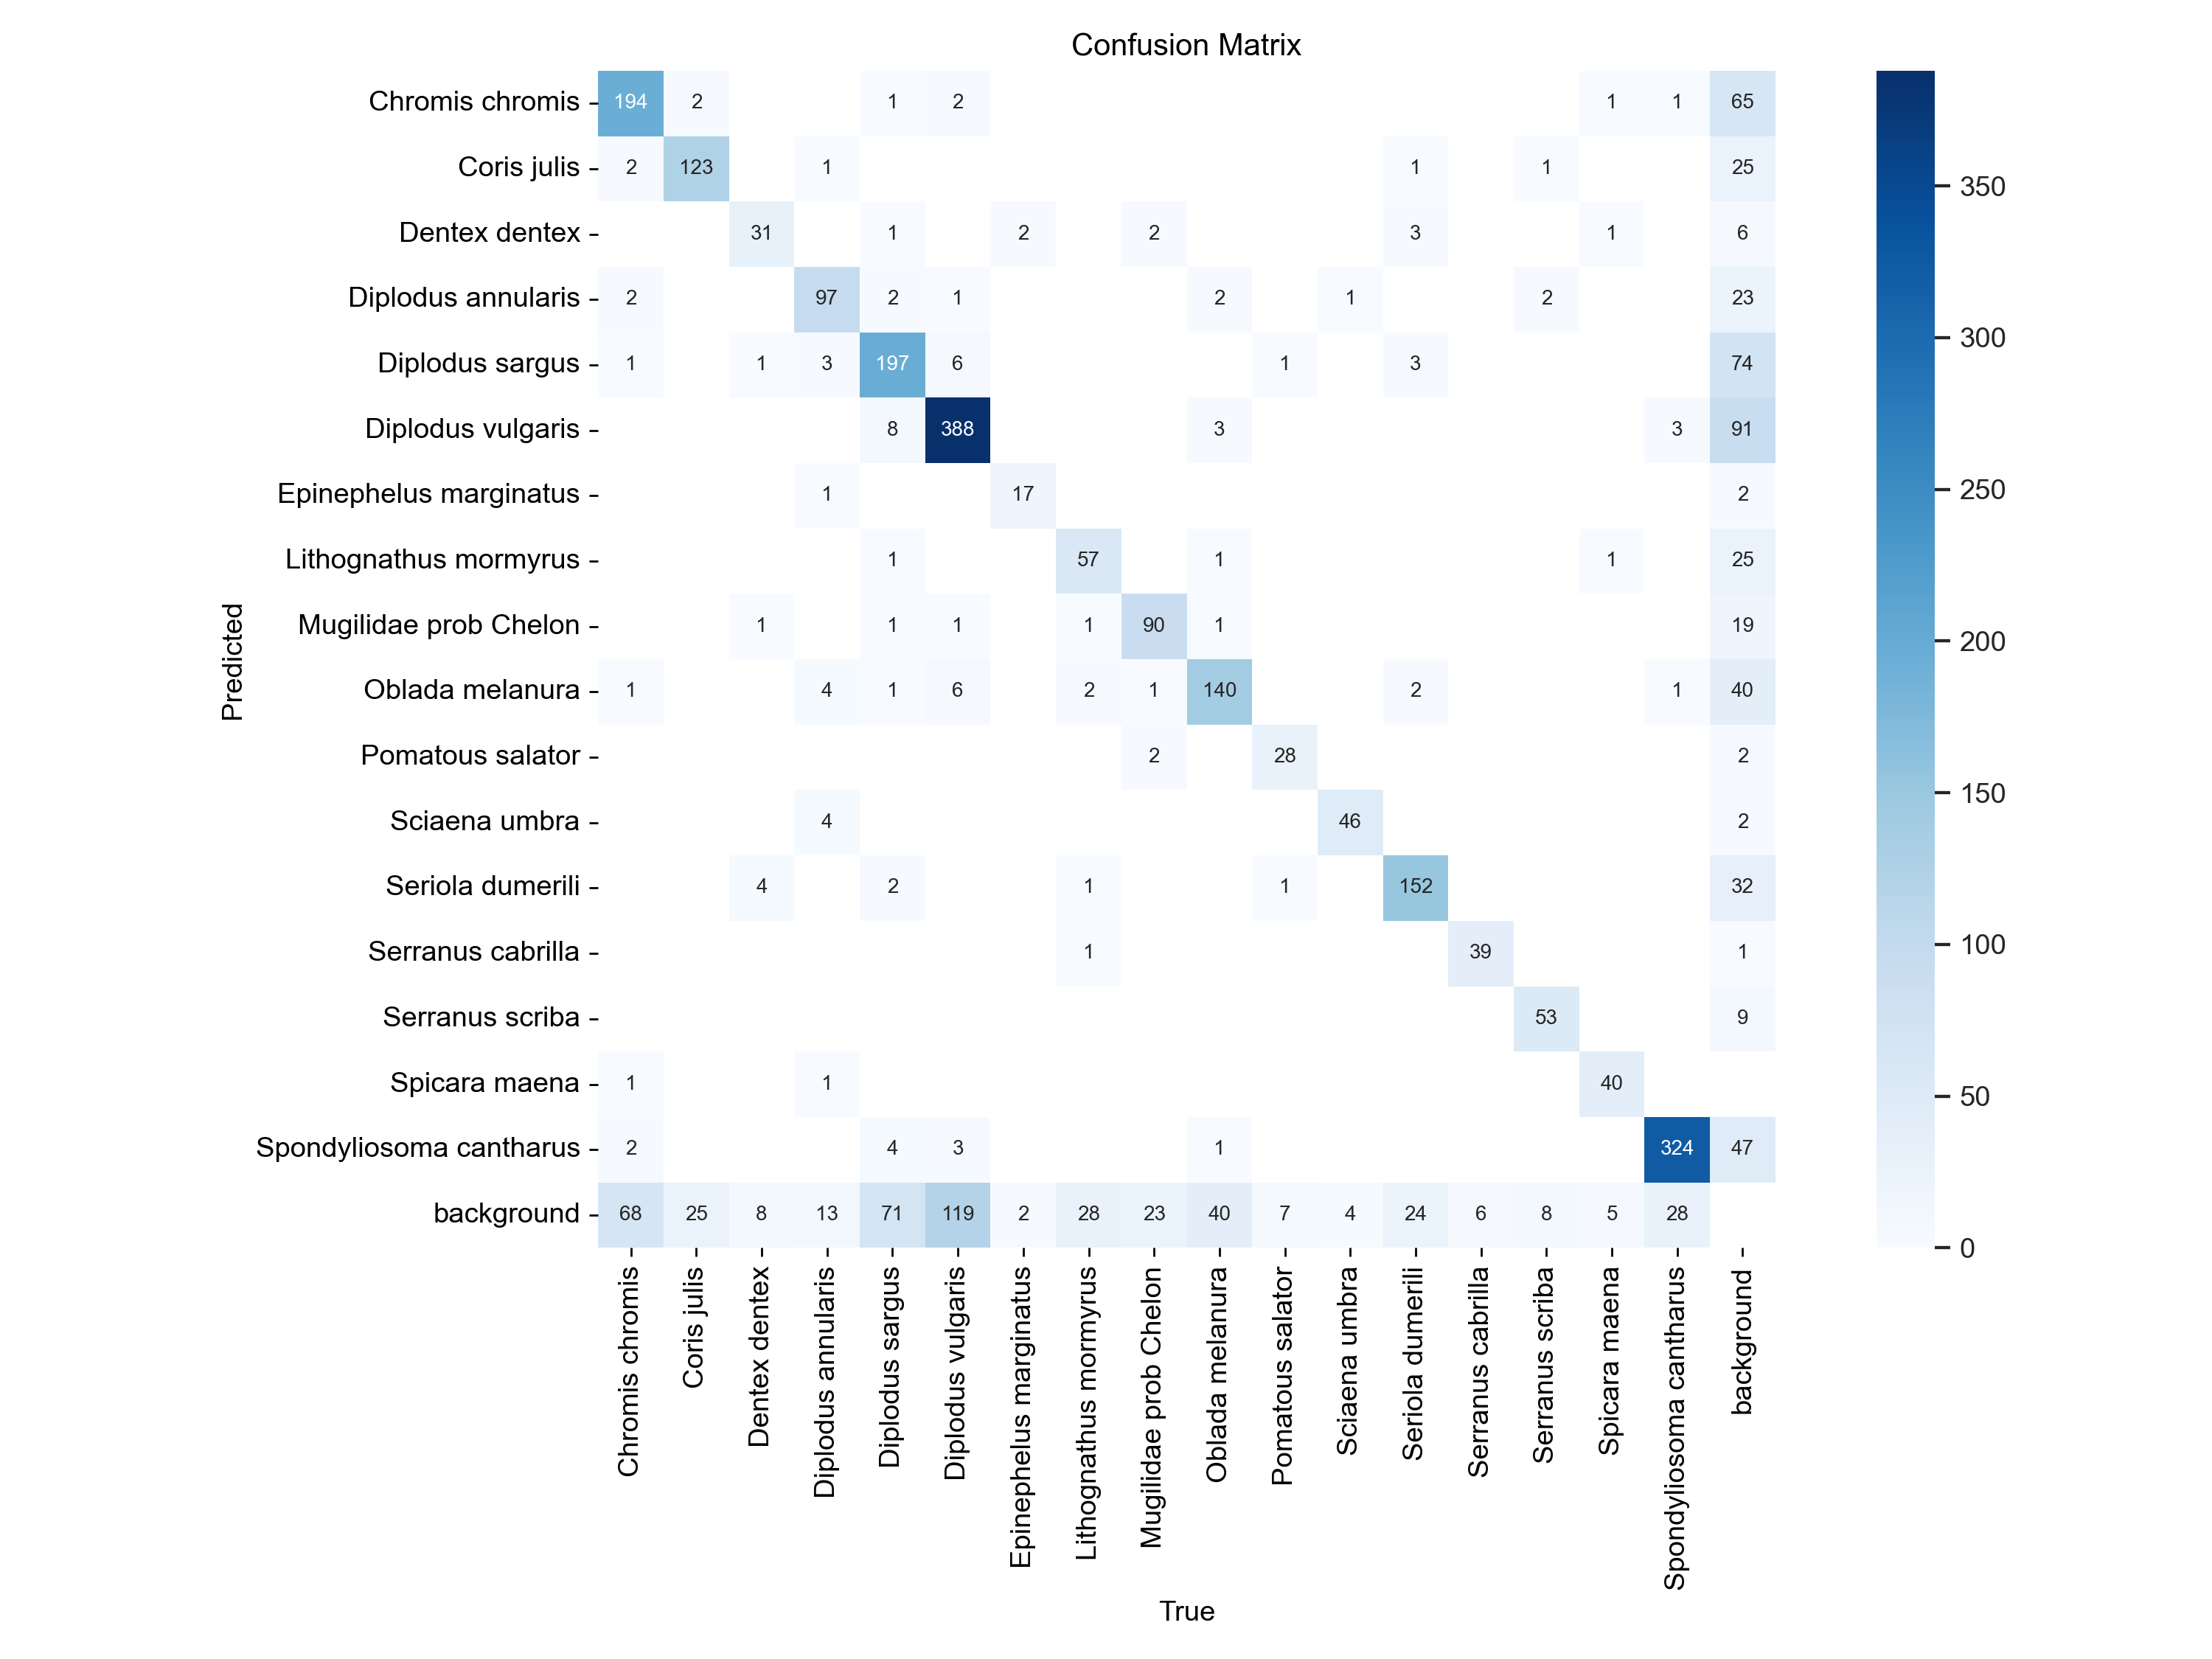 Confusion Matrix
Chromis chromis 194 2 1 2 1 1 65
Coris julis 2 123 1 1 1 25
Dentex dentex 31 1 2 2 3 1 6
Diplodus annularis 2 97 2 1 2 1 2 23
Diplodus sargus 1 1 3 197 6 1 3 74
Diplodus vulgaris 8 388 3 3 91
Epinephelus marginatus 1 17 2
Lithognathus mormyrus 1 57 1 1 25
Mugilidae prob Chelon 1 1 1 1 90 1 19
Oblada melanura 1 4 1 6 2 1 140 2 1 40
Pomatous salator 2 28 2
Sciaena umbra 4 46 2
Seriola dumerili 4 2 1 1 152 32
Serranus cabrilla 1 39 1
Serranus scriba 53 9
Spicara maena 1 1 40
Spondyliosoma cantharus 2 4 3 1 324 47
background 68 25 8 13 71 119 2 28 23 40 7 4 24 6 8 5 28
Predicted
Chromis chromis
Coris julis
Dentex dentex
Diplodus annularis
Diplodus sargus
Diplodus vulgaris
Epinephelus marginatus
Lithognathus mormyrus
Mugilidae prob Chelon
Oblada melanura
Pomatous salator
Sciaena umbra
Seriola dumerili
Serranus cabrilla
Serranus scriba
Spicara maena
Spondyliosoma cantharus
background
True
350
300
250
200
150
100
50
0